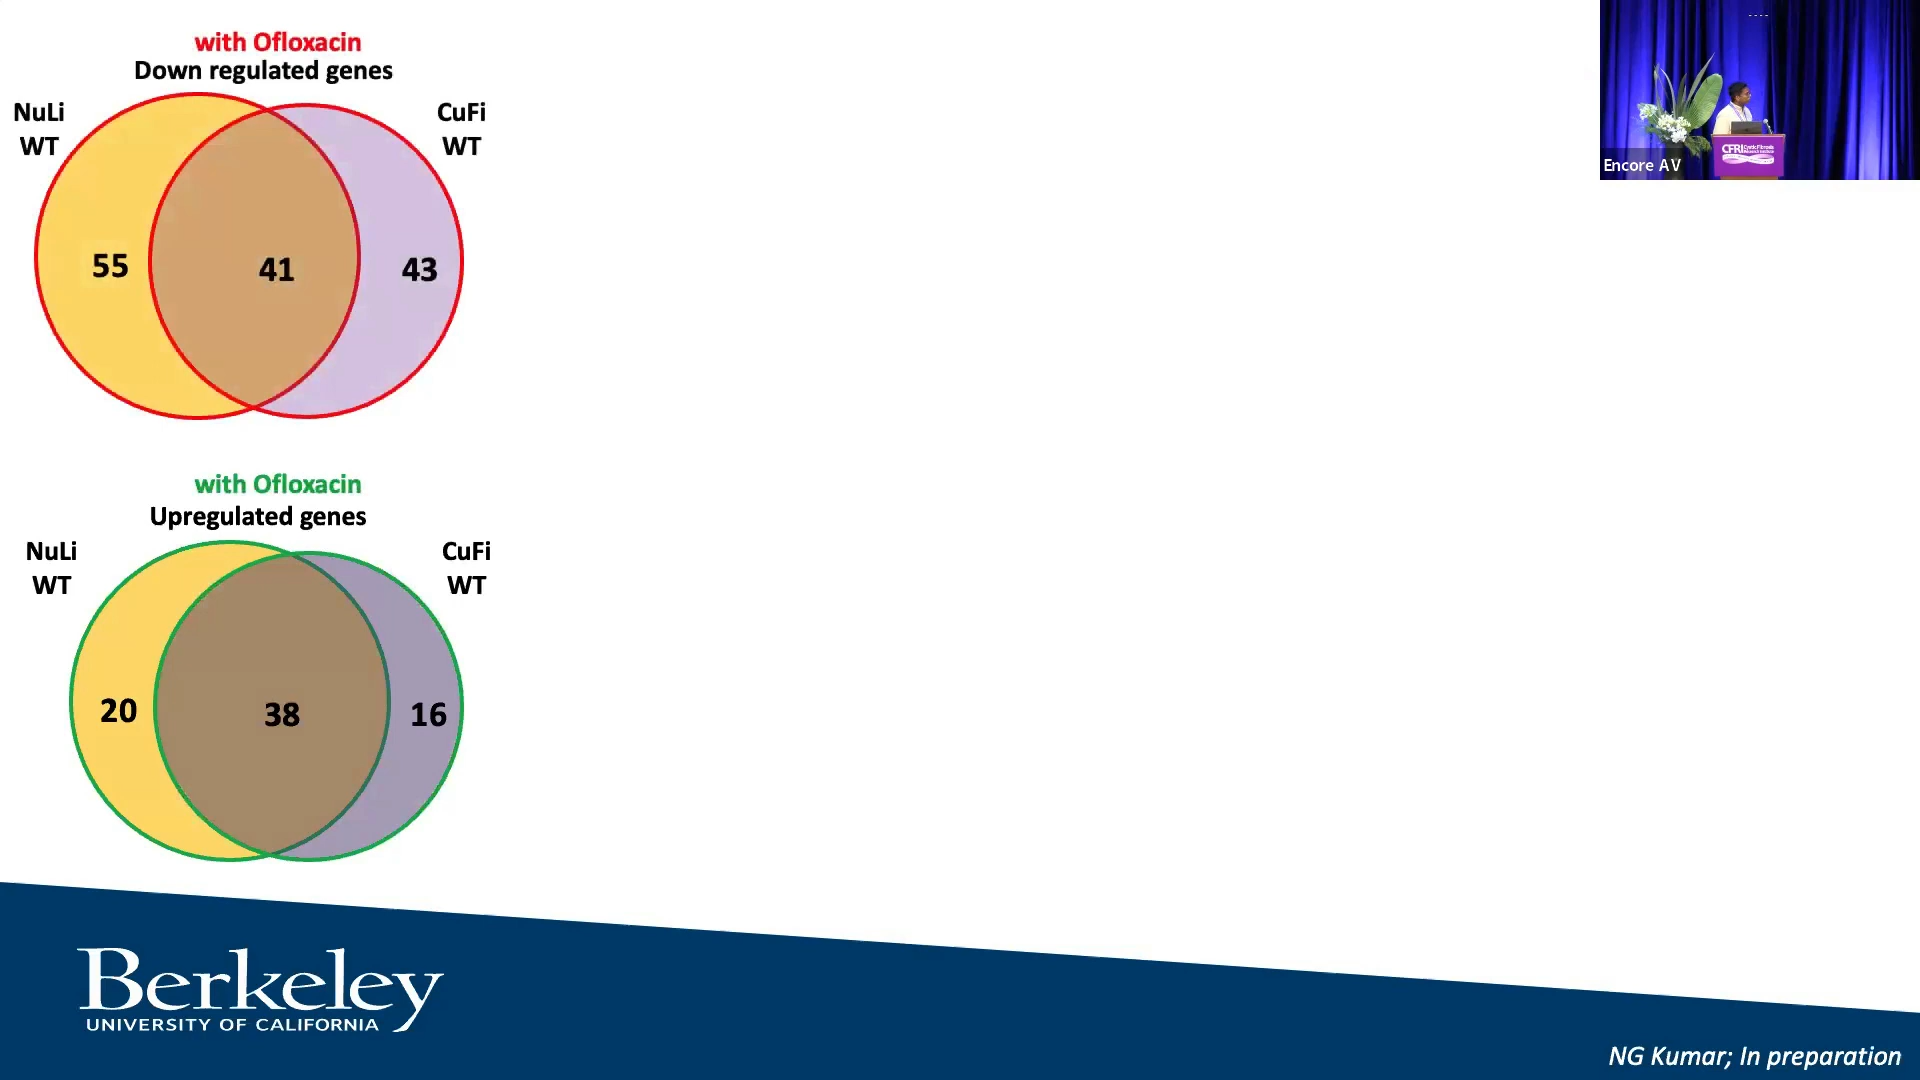 with Ofloxacin
Down regulated genes
NuLi
WT
CuFi
WT
55
41
43
with Ofloxacin
Upregulated genes
NuLi
WT
CuFi
WT
20
38
16
Encore AV
CFRI
Berkeley
UNIVERSITY OF CALIFORNIA
NG Kumar; In preparation